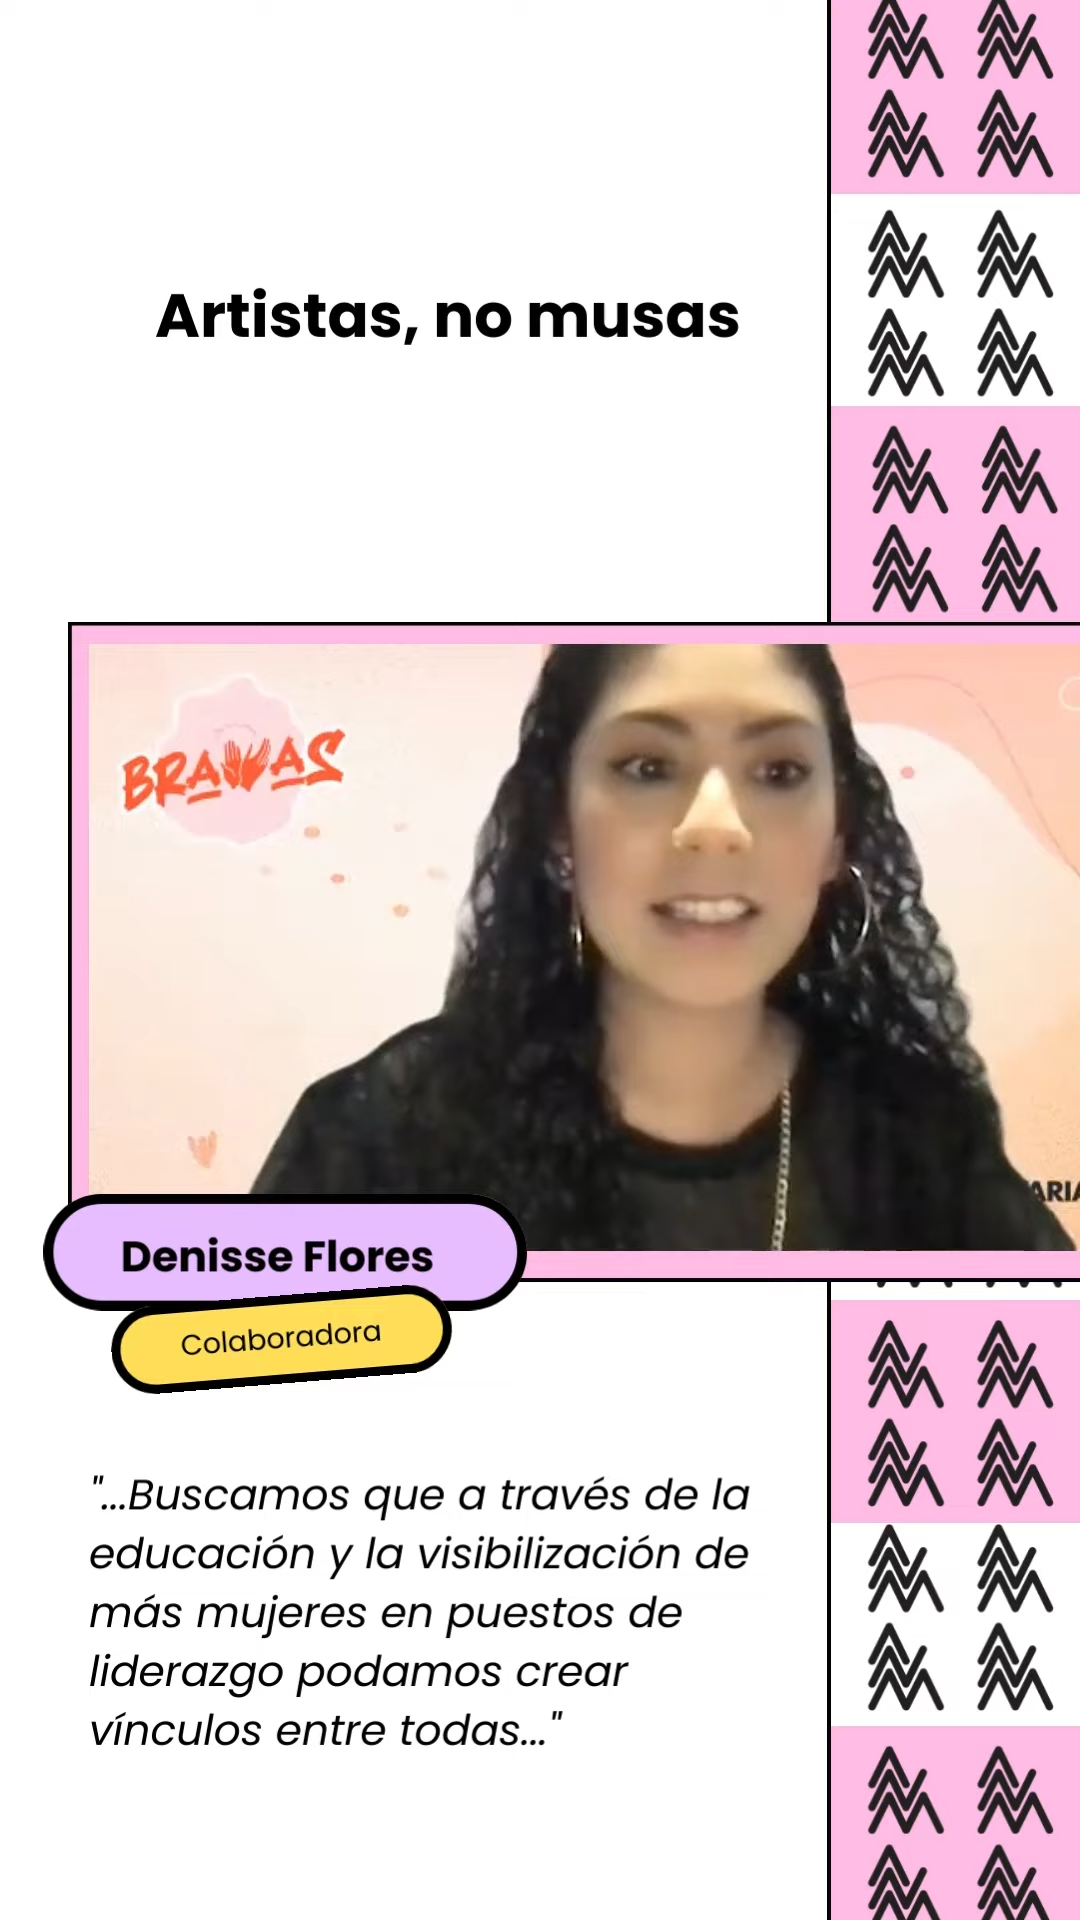 Artistas, no musas
BRAVAS
ARIA
Denisse Flores
Colaboradora
"...Buscamos que a través de la
educación y la visibilización de
más mujeres en puestos de
liderazgo podamos crear
vínculos entre todas..."